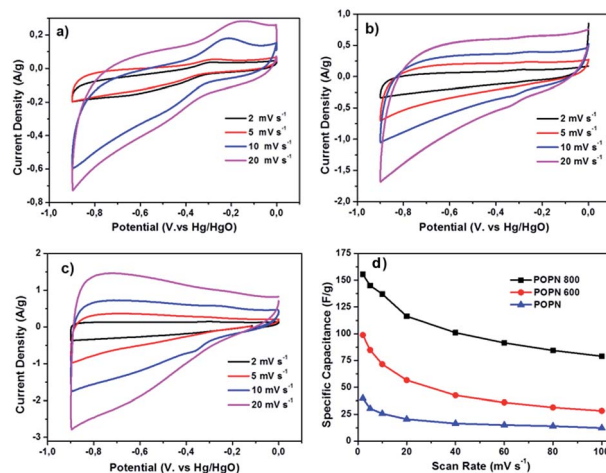 a)
0,2
0,0
-0,2
-0,4
-0,6
-0,8
Current Density (A/g)
2 mV s⁻¹
5 mV s⁻¹
10 mV s⁻¹
20 mV s⁻¹
-1,0 -0,8 -0,6 -0,4 -0,2 0,0
Potential (V.vs Hg/HgO)
b)
1,0
0,5
0,0
-0,5
-1,0
-1,5
-2,0
Current Density (A/g)
2 mV s⁻¹
5 mV s⁻¹
10 mV s⁻¹
20 mV s⁻¹
-1,0 -0,8 -0,6 -0,4 -0,2 0,0
Potential (V. vs Hg/HgO)
c)
2
1
0
-1
-2
-3
Current Density (A/g)
2 mV s⁻¹
5 mV s⁻¹
10 mV s⁻¹
20 mV s⁻¹
-1,0 -0,8 -0,6 -0,4 -0,2 0,0
Potential (V. vs Hg/HgO)
d)
175
150
125
100
75
50
25
0
Specific Capacitance (F/g)
POPN 800
POPN 600
POPN
0 20 40 60 80 100
Scan Rate (mV s⁻¹)